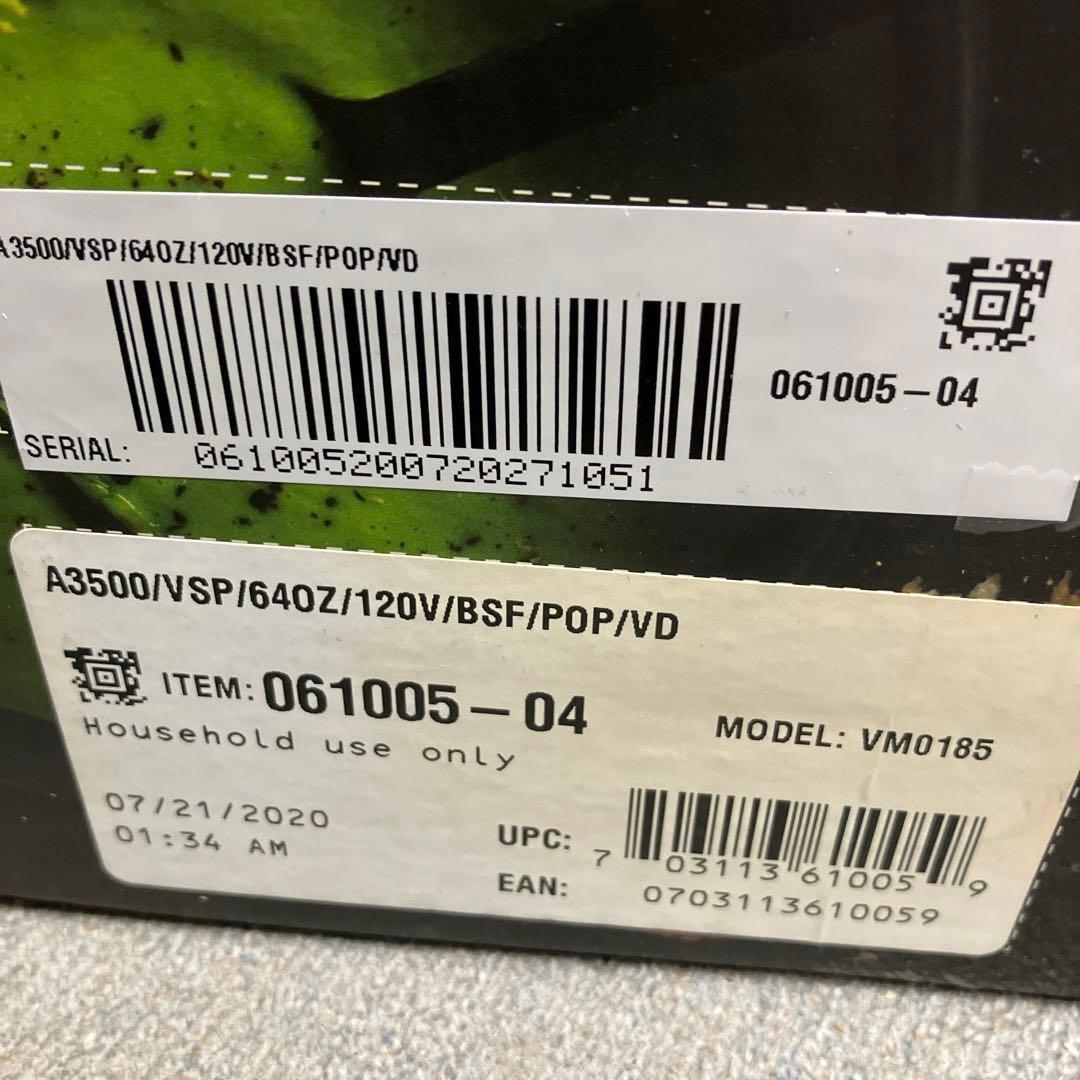 A3500/VSP/64OZ/120V/BSF/POP/VD
061005-04
SERIAL: 061005200720271051
A3500/VSP/64OZ/120V/BSF/POP/VD
ITEM: 061005-04
MODEL: VM0185
Household use only
07/21/2020
01:34 AM
UPC: 7 03113 61005 9
EAN: 0703113610059